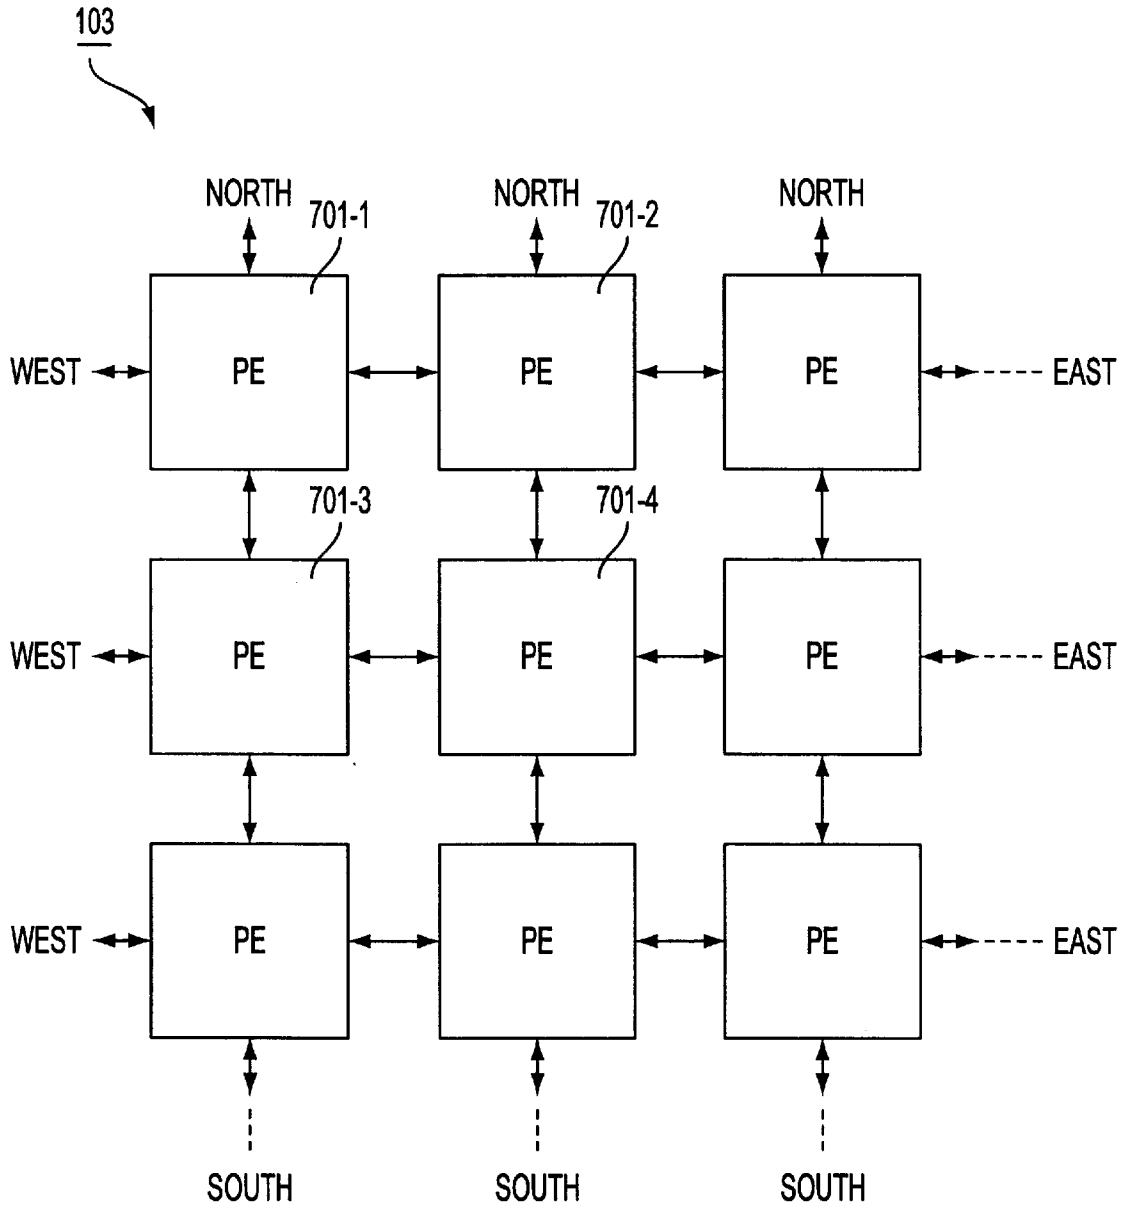 103
NORTH NORTH NORTH
701-1 701-2
WEST PE PE PE EAST
701-3 701-4
WEST PE PE PE EAST
WEST PE PE PE EAST
SOUTH SOUTH SOUTH